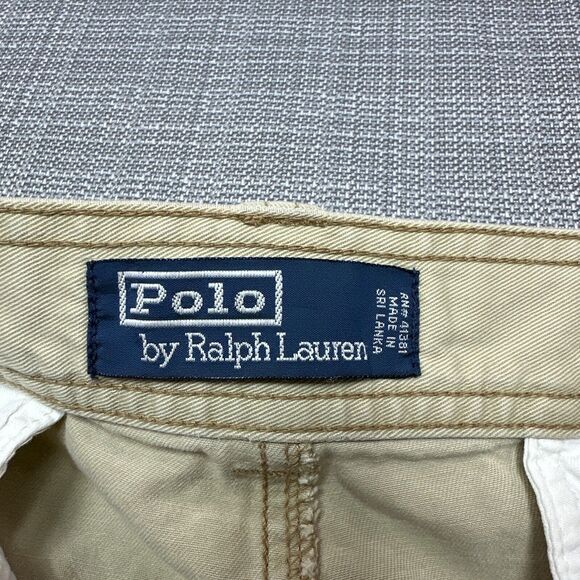 Polo
by Ralph Lauren
RN# 41381
MADE IN
SRI LANKA